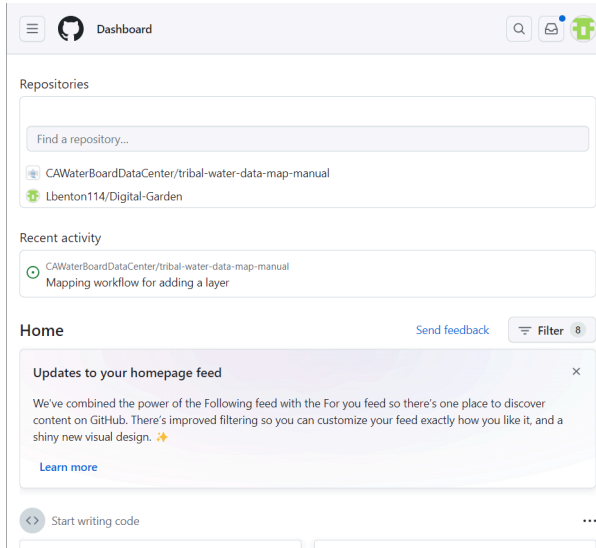 Dashboard
Repositories
Find a repository...
CAWaterBoardDataCenter/tribal-water-data-map-manual
Lbenton114/Digital-Garden
Recent activity
CAWaterBoardDataCenter/tribal-water-data-map-manual
Mapping workflow for adding a layer
Home
Send feedback
Filter 8
Updates to your homepage feed
We've combined the power of the Following feed with the For you feed so there's one place to discover
content on GitHub. There's improved filtering so you can customize your feed exactly how you like it, and a
shiny new visual design. ✨
Learn more
Start writing code